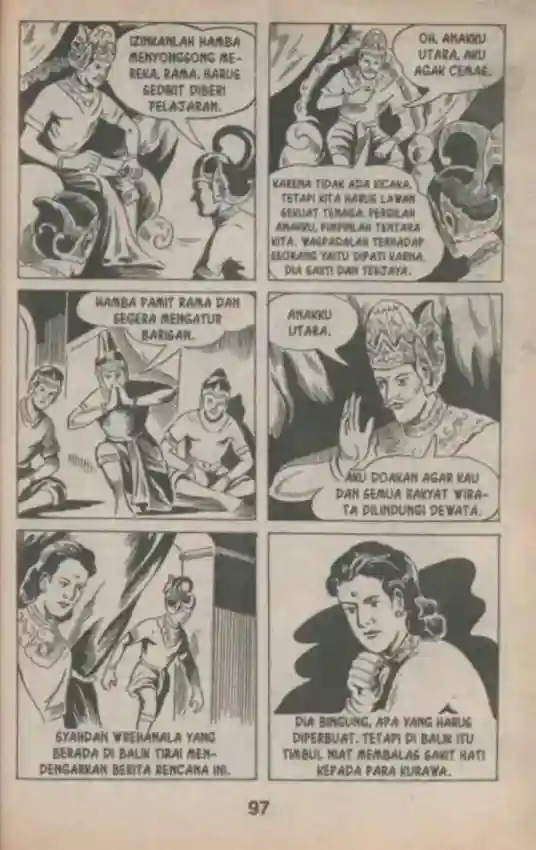 IZINKANLAH HAMBA
MENYONGSONG ME-
REKA, RAMA. HARUS
SEDIKIT DIBERI
PELAJARAN.
OH, ANAKKU
UTARA, AKU
AGAK CEMAS.
KARENA TIDAK ADA KICAKA.
TETAPI KITA HARUS LAWAN
SEKUAT TENAGA. PERGILAH
ANAKKU, PIMPINLAH TENTARA
KITA. WASPADALAH TERHADAP
SEORANG YAITU DIPATI KARNA.
DIA SAKTI DAN TERJAYA.
HAMBA PAMIT RAMA DAN
SEGERA MENGATUR
BARISAN.
ANAKKU
UTARA.
AKU DOAKAN AGAR KAU
DAN SEMUA RAKYAT WIRA-
TA DILINDUNGI DEWATA.
SYAHDAN WREHANALA YANG
BERADA DI BALIK TIRAI MEN-
DENGARKAN BERITA RENCANA INI.
DIA BINGUNG, APA YANG HARUS
DIPERBUAT. TETAPI DI BALIK ITU
TIMBUL NIAT MEMBALAS SAKIT HATI
KEPADA PARA KURAWA.
97